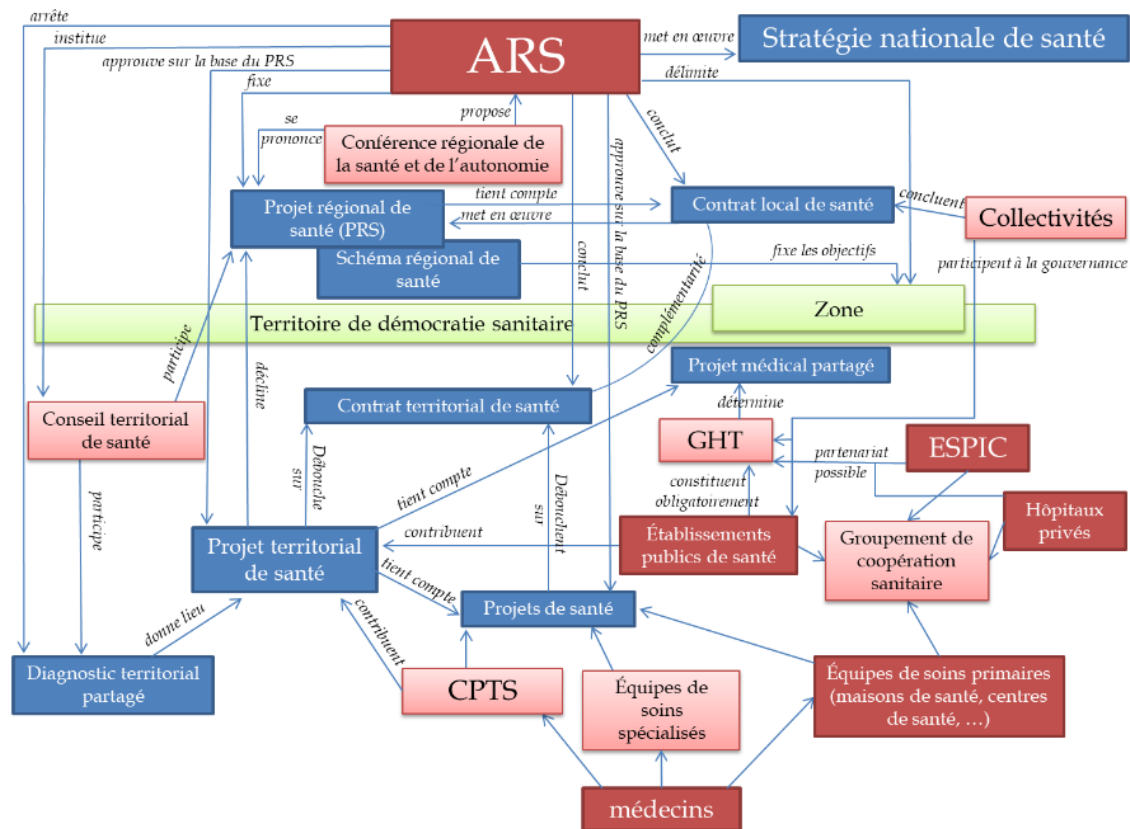 arrête
institue
approuve sur la base du PRS
fixe
ARS
met en œuvre
Stratégie nationale de santé
délimite
propose
se
prononce
Conférence régionale de
la santé et de l'autonomie
conclut
approuve sur la base du PRS
Projet régional de
santé (PRS)
tient compte
met en œuvre
Contrat local de santé
concluent
Collectivités
Schéma régional de
santé
conclut
fixe les objectifs
participent à la gouvernance
Territoire de démocratie sanitaire
Zone
complémentarité
participe
décline
Projet médical partagé
Conseil territorial
de santé
Contrat territorial de santé
détermine
GHT
ESPIC
partenariat
possible
Débouche
sur
tient compte
Débouchent
sur
constituent
obligatoirement
participe
Hôpitaux
privés
Projet territorial
de santé
contribuent
Établissements
publics de santé
Groupement de
coopération
sanitaire
tient compte
Projets de santé
donne lieu
contribuent
Diagnostic territorial
partagé
CPTS
Équipes de
soins
spécialisés
Équipes de soins primaires
(maisons de santé, centres
de santé, …)
médecins